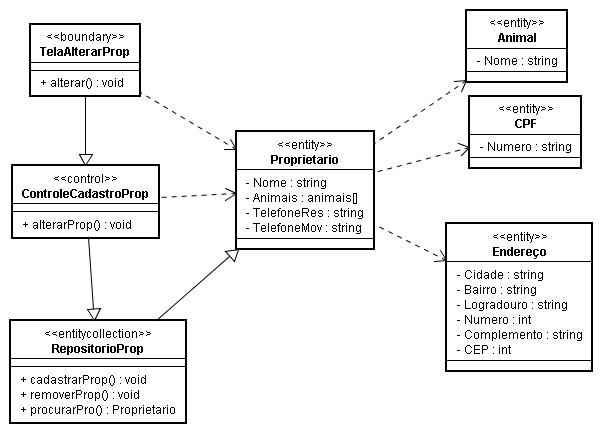 <<boundary>>
TelaAlterarProp
+ alterar() : void
<<control>>
ControleCadastroProp
+ alterarProp() : void
<<entitycollection>>
RepositorioProp
+ cadastrarProp() : void
+ removerProp() : void
+ procurarPro() : Proprietario
<<entity>>
Proprietario
- Nome : string
- Animais : animais[]
- TelefoneRes : string
- TelefoneMov : string
<<entity>>
Animal
- Nome : string
<<entity>>
CPF
- Numero : string
<<entity>>
Endereço
- Cidade : string
- Bairro : string
- Logradouro : string
- Numero : int
- Complemento : string
- CEP : int